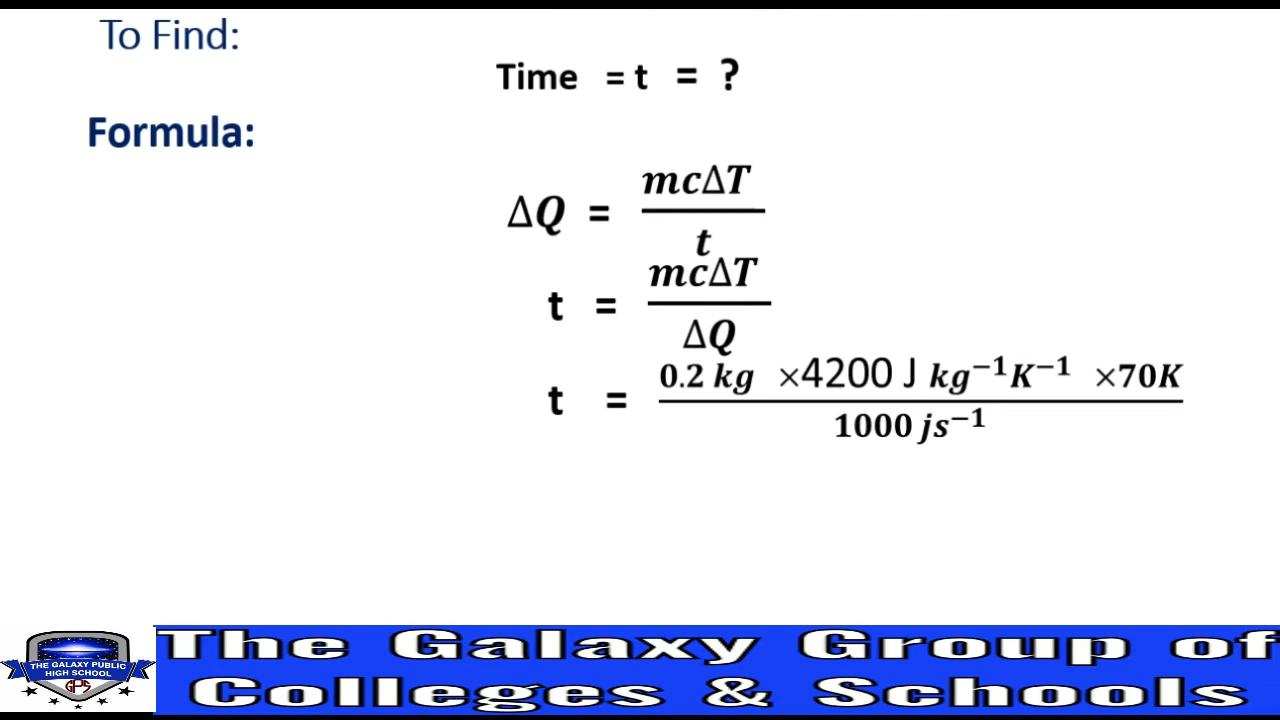 To Find:
Time = t = ?
Formula:
ΔQ = mcΔT / t
t = mcΔT / ΔQ
t = 0.2 kg ×4200 J kg⁻¹K⁻¹ ×70K / 1000 js⁻¹
The Galaxy Group of
Colleges & Schools
THE GALAXY PUBLIC
HIGH SCHOOL
GPS